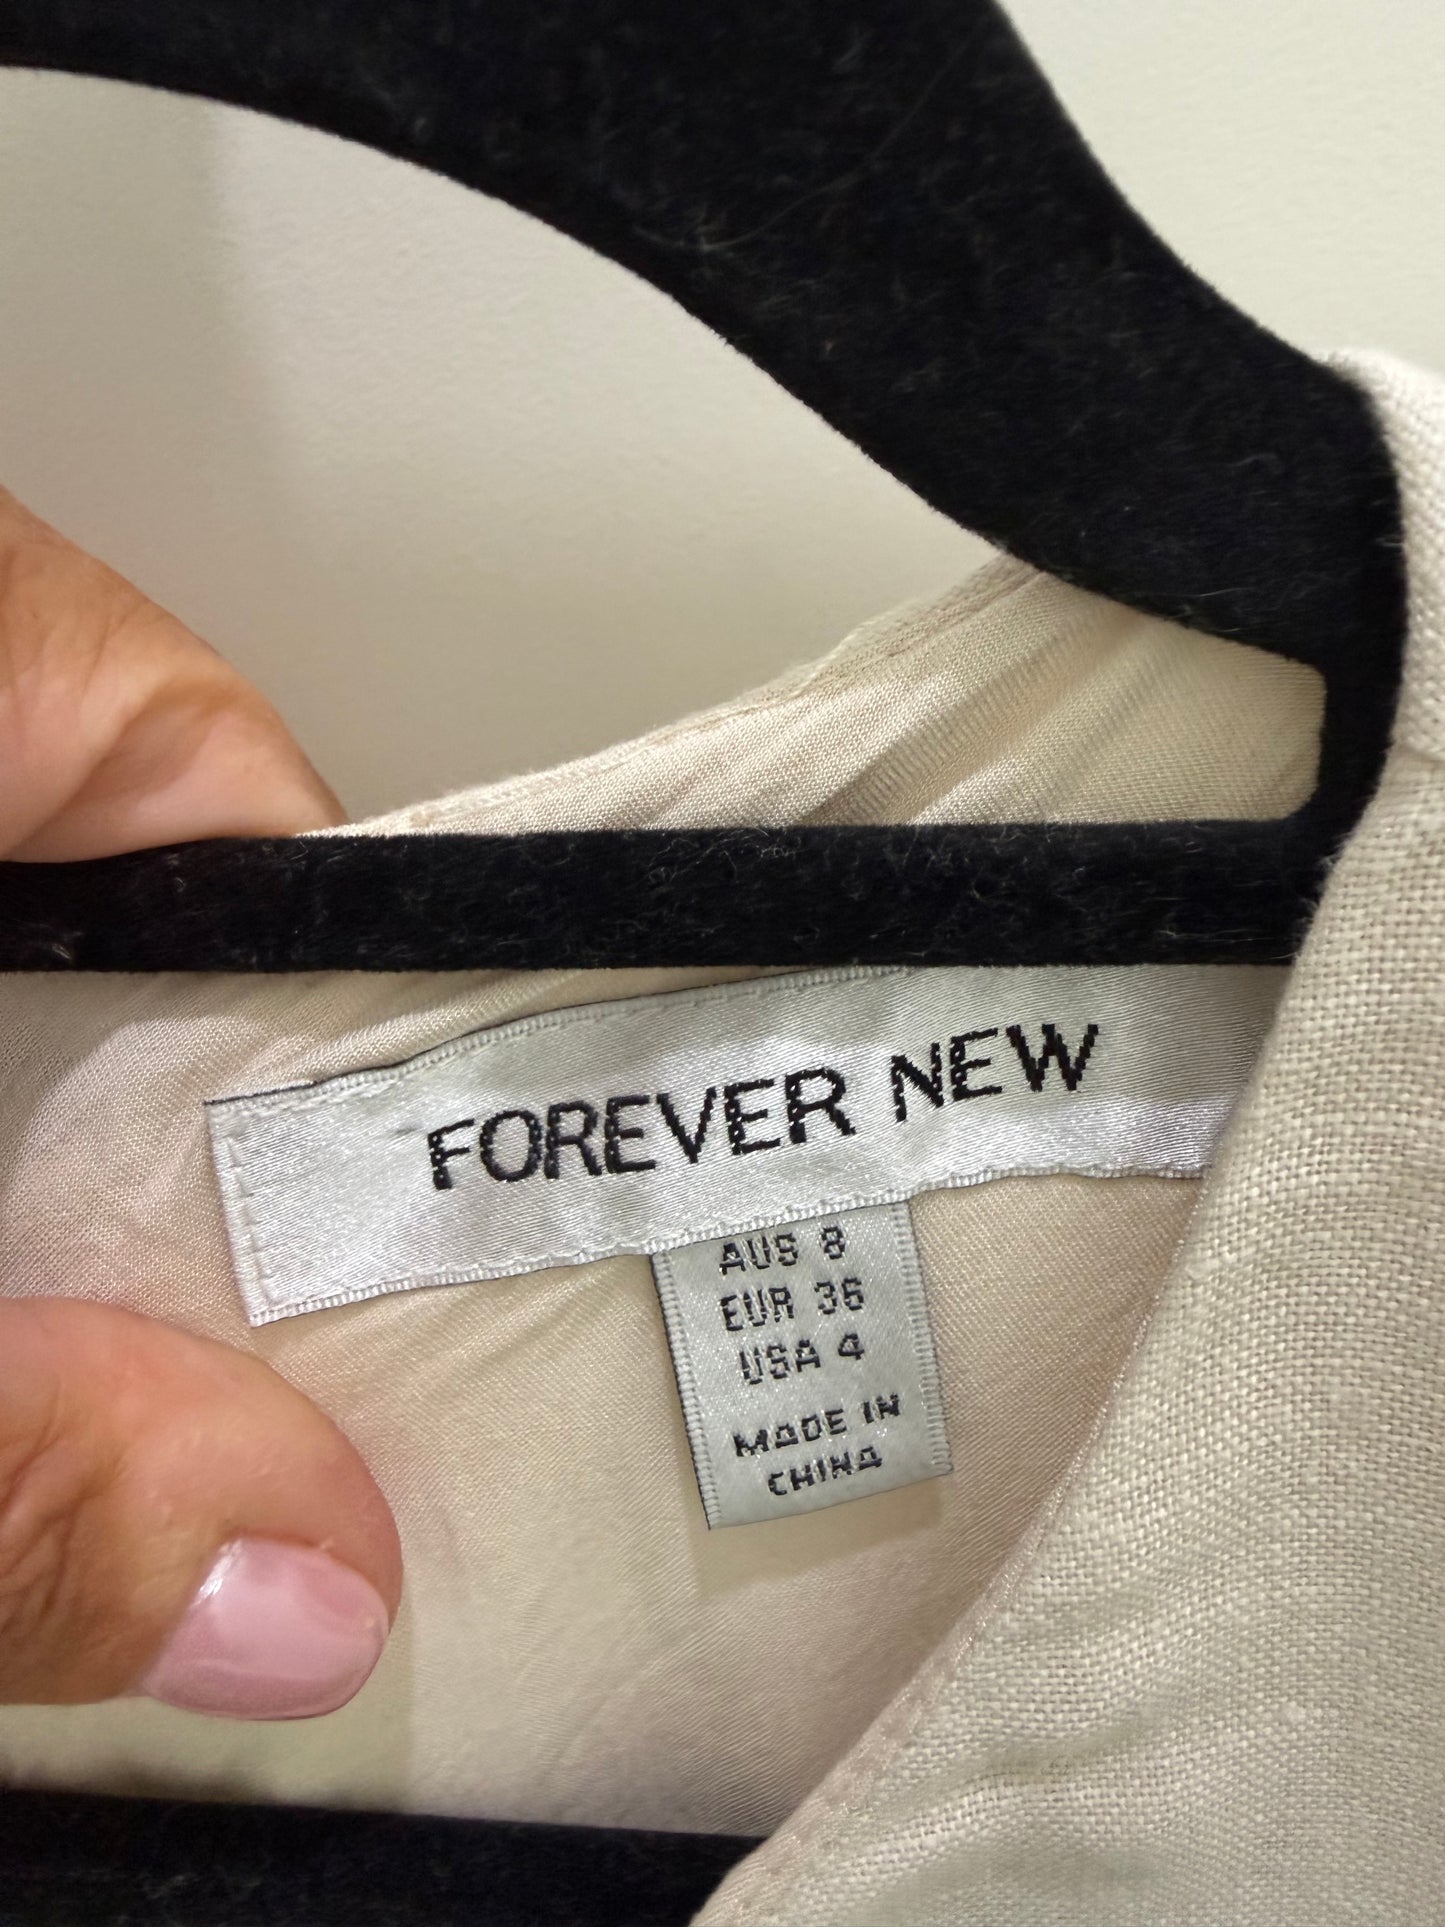 FOREVER NEW
AUS 8
EUR 36
USA 4
MADE IN
CHINA